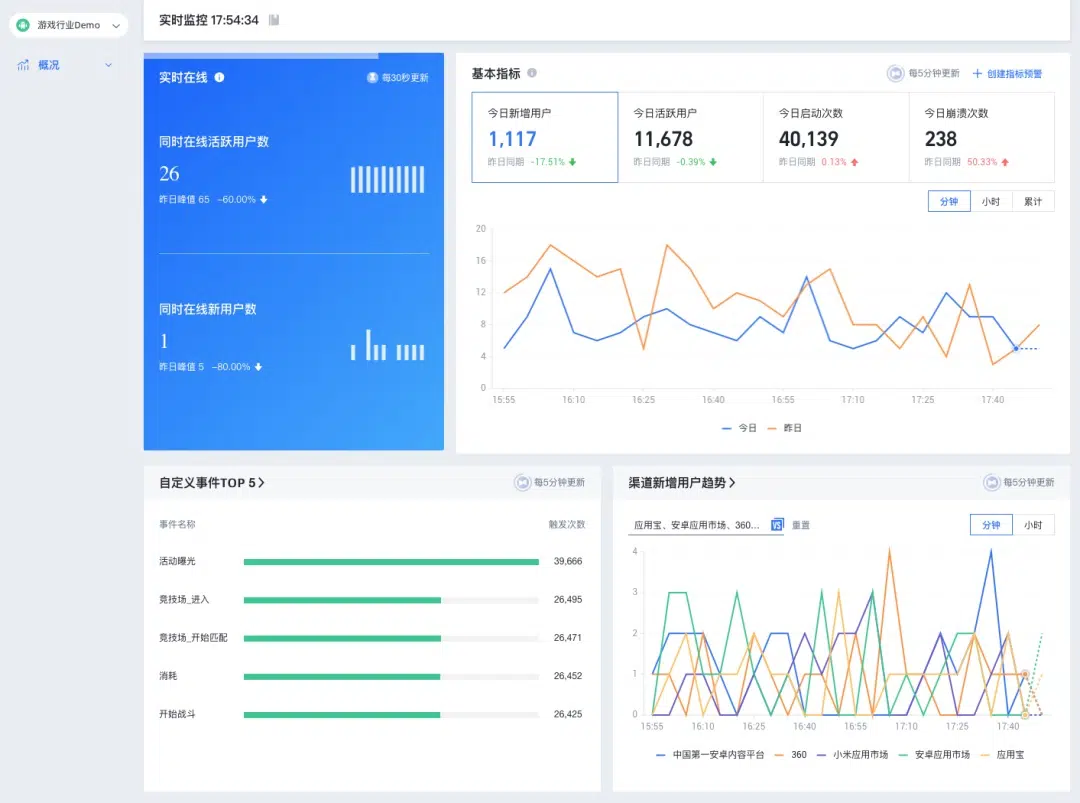 游戏行业Demo
概况
实时监控 17:54:34
实时在线
每30秒更新
同时在线活跃用户数
26
昨日峰值 65 -60.00%
同时在线新用户数
1
昨日峰值 5 -80.00%
基本指标
每5分钟更新
创建指标预警
今日新增用户
1,117
昨日同期 -17.51%
今日活跃用户
11,678
昨日同期 -0.39%
今日启动次数
40,139
昨日同期 0.13%
今日崩溃次数
238
昨日同期 50.33%
分钟 小时 累计
20
16
12
8
4
0
15:55 16:10 16:25 16:40 16:55 17:10 17:25 17:40
今日 昨日
自定义事件TOP 5
每5分钟更新
事件名称 触发次数
活动曝光 39,666
竞技场_进入 26,495
竞技场_开始匹配 26,471
消耗 26,452
开始战斗 26,425
渠道新增用户趋势
每5分钟更新
应用宝、安卓应用市场、360...
VS
重置
分钟 小时
4
3
2
1
0
15:55 16:10 16:25 16:40 16:55 17:10 17:25 17:40
中国第一安卓内容平台 360 小米应用市场 安卓应用市场 应用宝